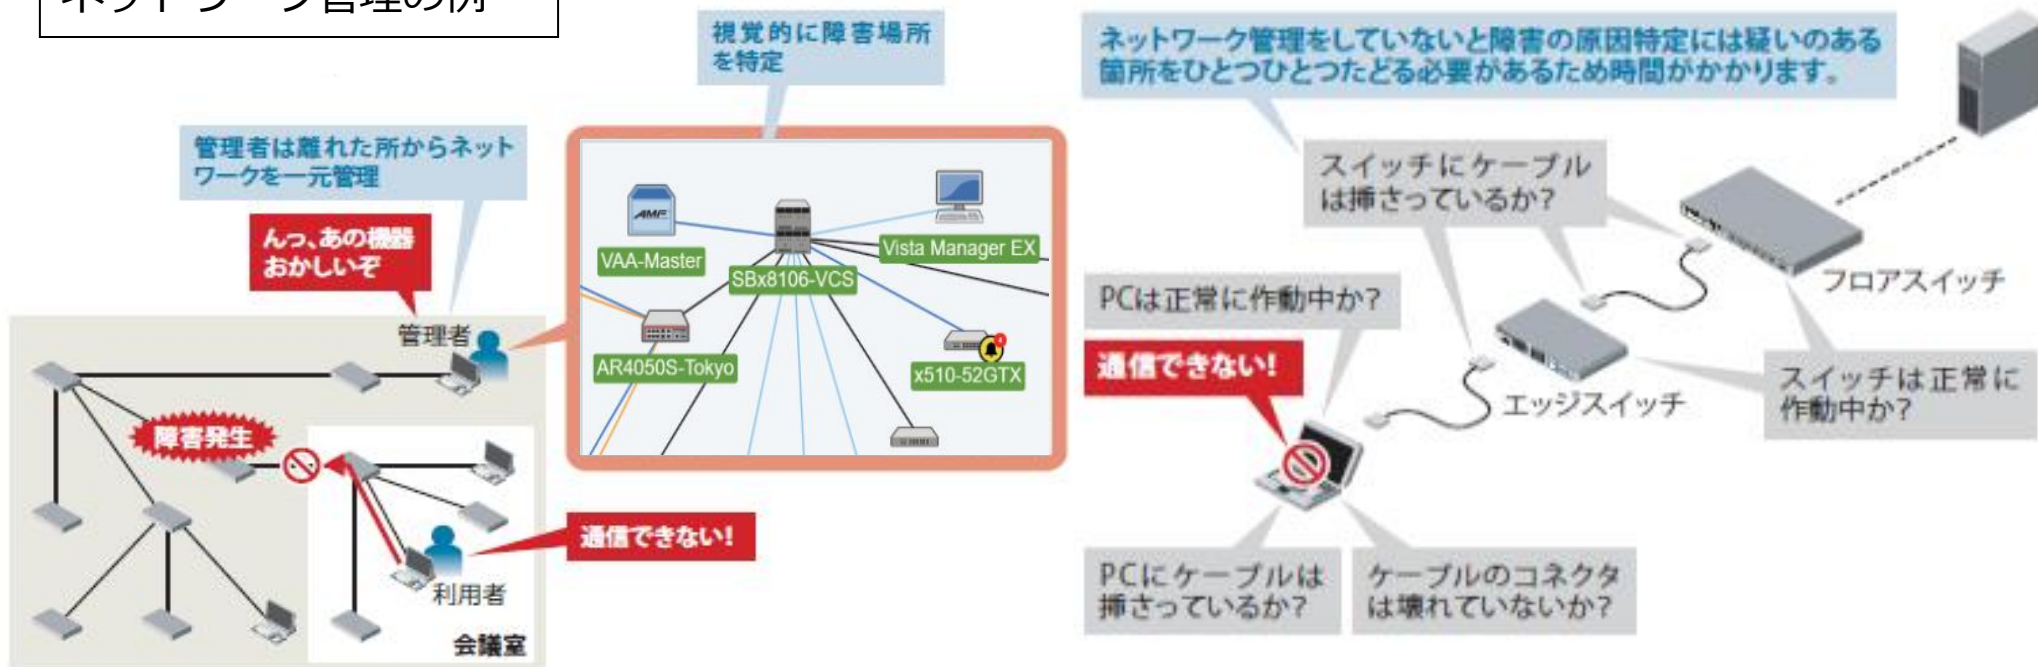 ネットワーク管理の例
視覚的に障害場所
を特定
管理者は離れた所からネット
ワークを一元管理
んっ、あの機器
おかしいぞ
管理者
障害発生
通信できない!
利用者
会議室
AMF
VAA-Master
SBx8106-VCS
Vista Manager EX
AR4050S-Tokyo
x510-52GTX
ネットワーク管理をしていないと障害の原因特定には疑いのある
箇所をひとつひとつたどる必要があるため時間がかかります。
スイッチにケーブル
は挿さっているか?
フロアスイッチ
PCは正常に作動中か?
通信できない!
エッジスイッチ
スイッチは正常に
作動中か?
PCにケーブルは
挿さっているか?
ケーブルのコネクタ
は壊れていないか?